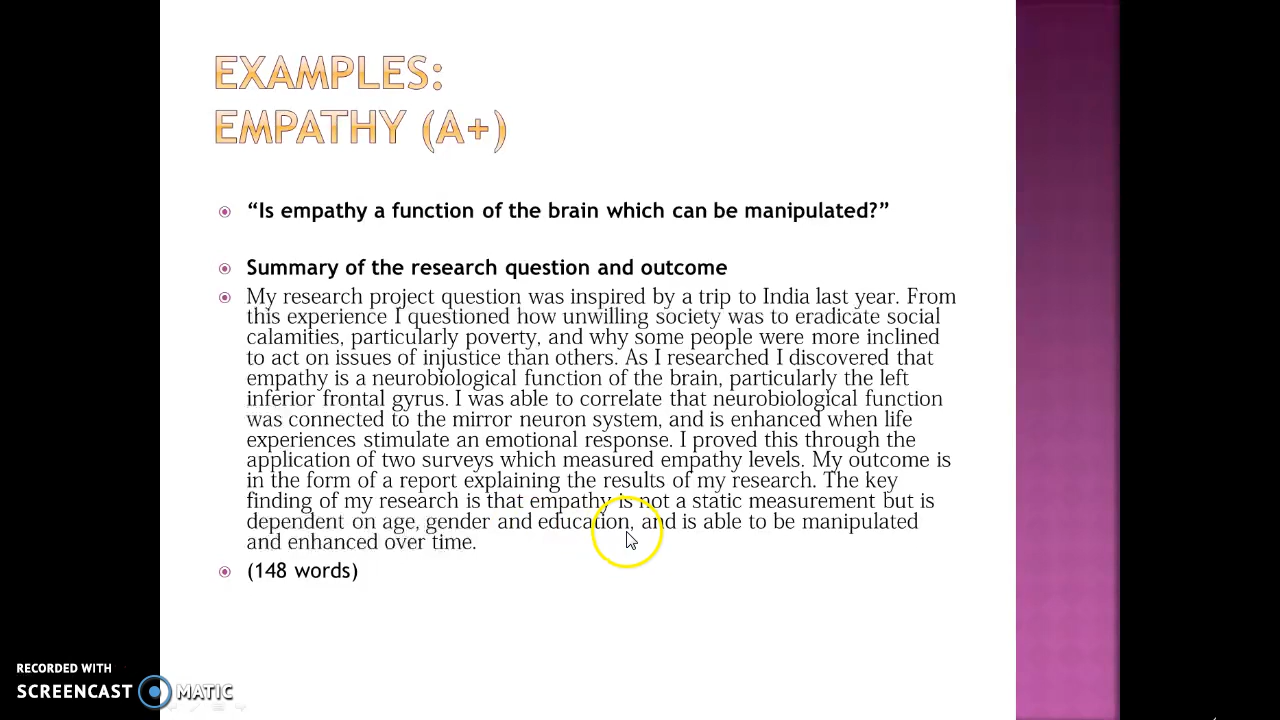 EXAMPLES:
EMPATHY (A+)
“Is empathy a function of the brain which can be manipulated?”
Summary of the research question and outcome
My research project question was inspired by a trip to India last year. From
this experience I questioned how unwilling society was to eradicate social
calamities, particularly poverty, and why some people were more inclined
to act on issues of injustice than others. As I researched I discovered that
empathy is a neurobiological function of the brain, particularly the left
inferior frontal gyrus. I was able to correlate that neurobiological function
was connected to the mirror neuron system, and is enhanced when life
experiences stimulate an emotional response. I proved this through the
application of two surveys which measured empathy levels. My outcome is
in the form of a report explaining the results of my research. The key
finding of my research is that empathy is not a static measurement but is
dependent on age, gender and education, and is able to be manipulated
and enhanced over time.
(148 words)
RECORDED WITH
SCREENCAST MATIC